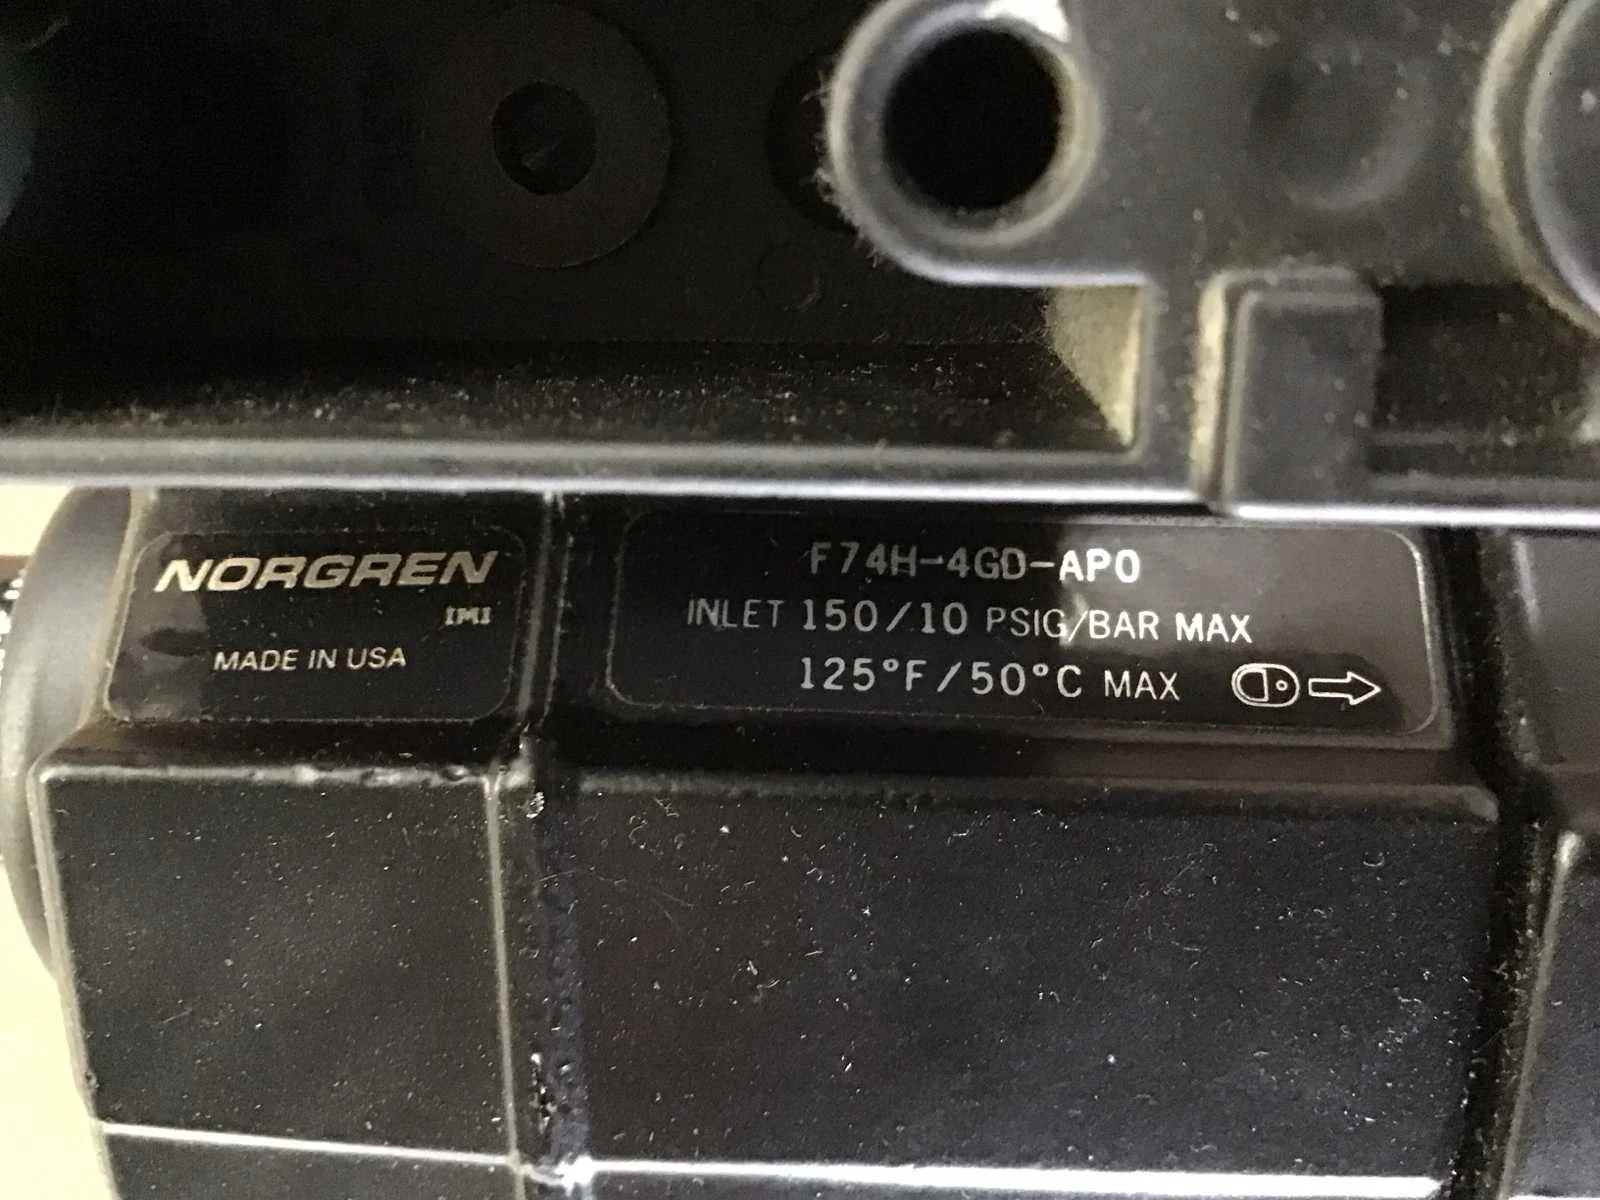 NORGREN
IMI
MADE IN USA
F74H-4GD-AP0
INLET 150/10 PSIG/BAR MAX
125°F/50°C MAX